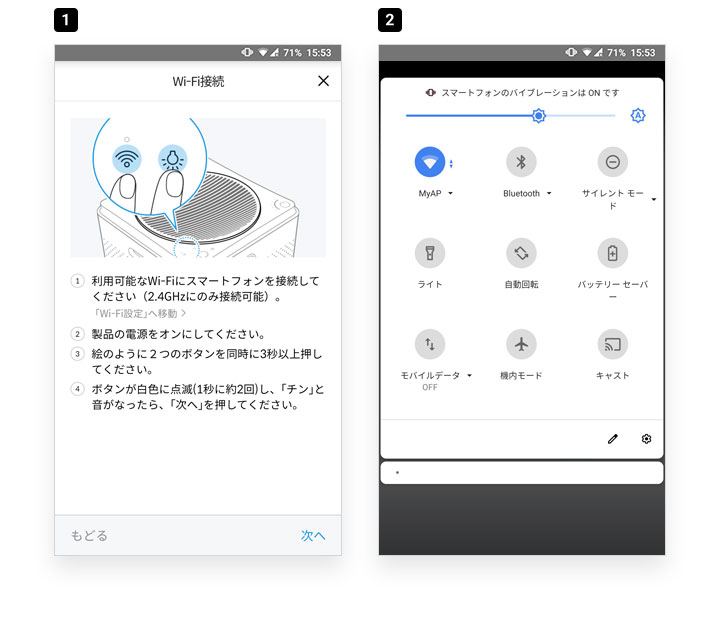 1
71% 15:53
Wi-Fi接続
① 利用可能なWi-Fiにスマートフォンを接続して
ください（2.4GHzにのみ接続可能）。
「Wi-Fi設定」へ移動
② 製品の電源をオンにしてください。
③ 絵のように２つのボタンを同時に3秒以上押し
てください。
④ ボタンが白色に点滅(1秒に約2回)し、「チン」と
音がなったら、「次へ」を押してください。
もどる
次へ
2
71% 15:53
スマートフォンのバイブレーションは ON です
A
MyAP
Bluetooth
サイレント モー
ド
ライト
自動回転
バッテリー セーバ
ー
モバイルデータ
OFF
機内モード
キャスト